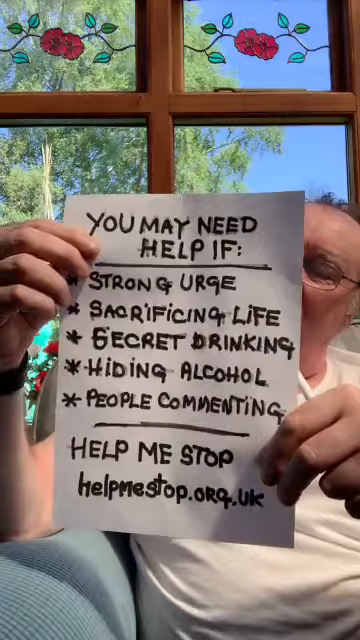 YOU MAY NEED
HELP IF:
* STRONG URGE
* SACRiFiCiNG LiFE
* SECRET DRiNKiNG
* HiDiNG ALCOHOL
* PEOPLE COMMENTiNG
HELP ME STOP
helpmestop.org.uk